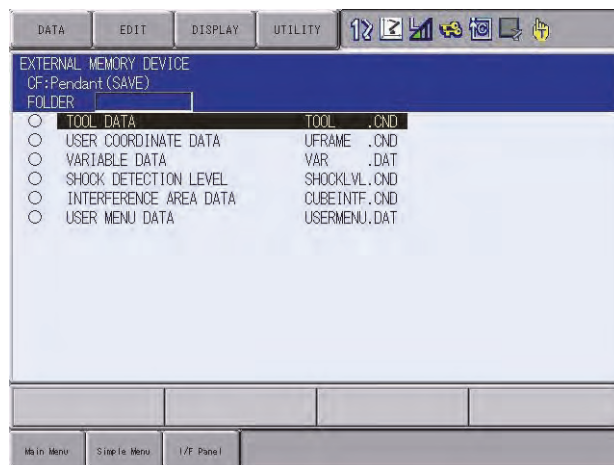 DATA EDIT DISPLAY UTILITY
EXTERNAL MEMORY DEVICE
CF:Pendant(SAVE)
FOLDER
TOOL DATA TOOL .CND
USER COORDINATE DATA UFRAME .CND
VARIABLE DATA VAR .DAT
SHOCK DETECTION LEVEL SHOCKLVL.CND
INTERFERENCE AREA DATA CUBEINTF.CND
USER MENU DATA USERMENU.DAT
Main Menu Simple Menu I/F Panel